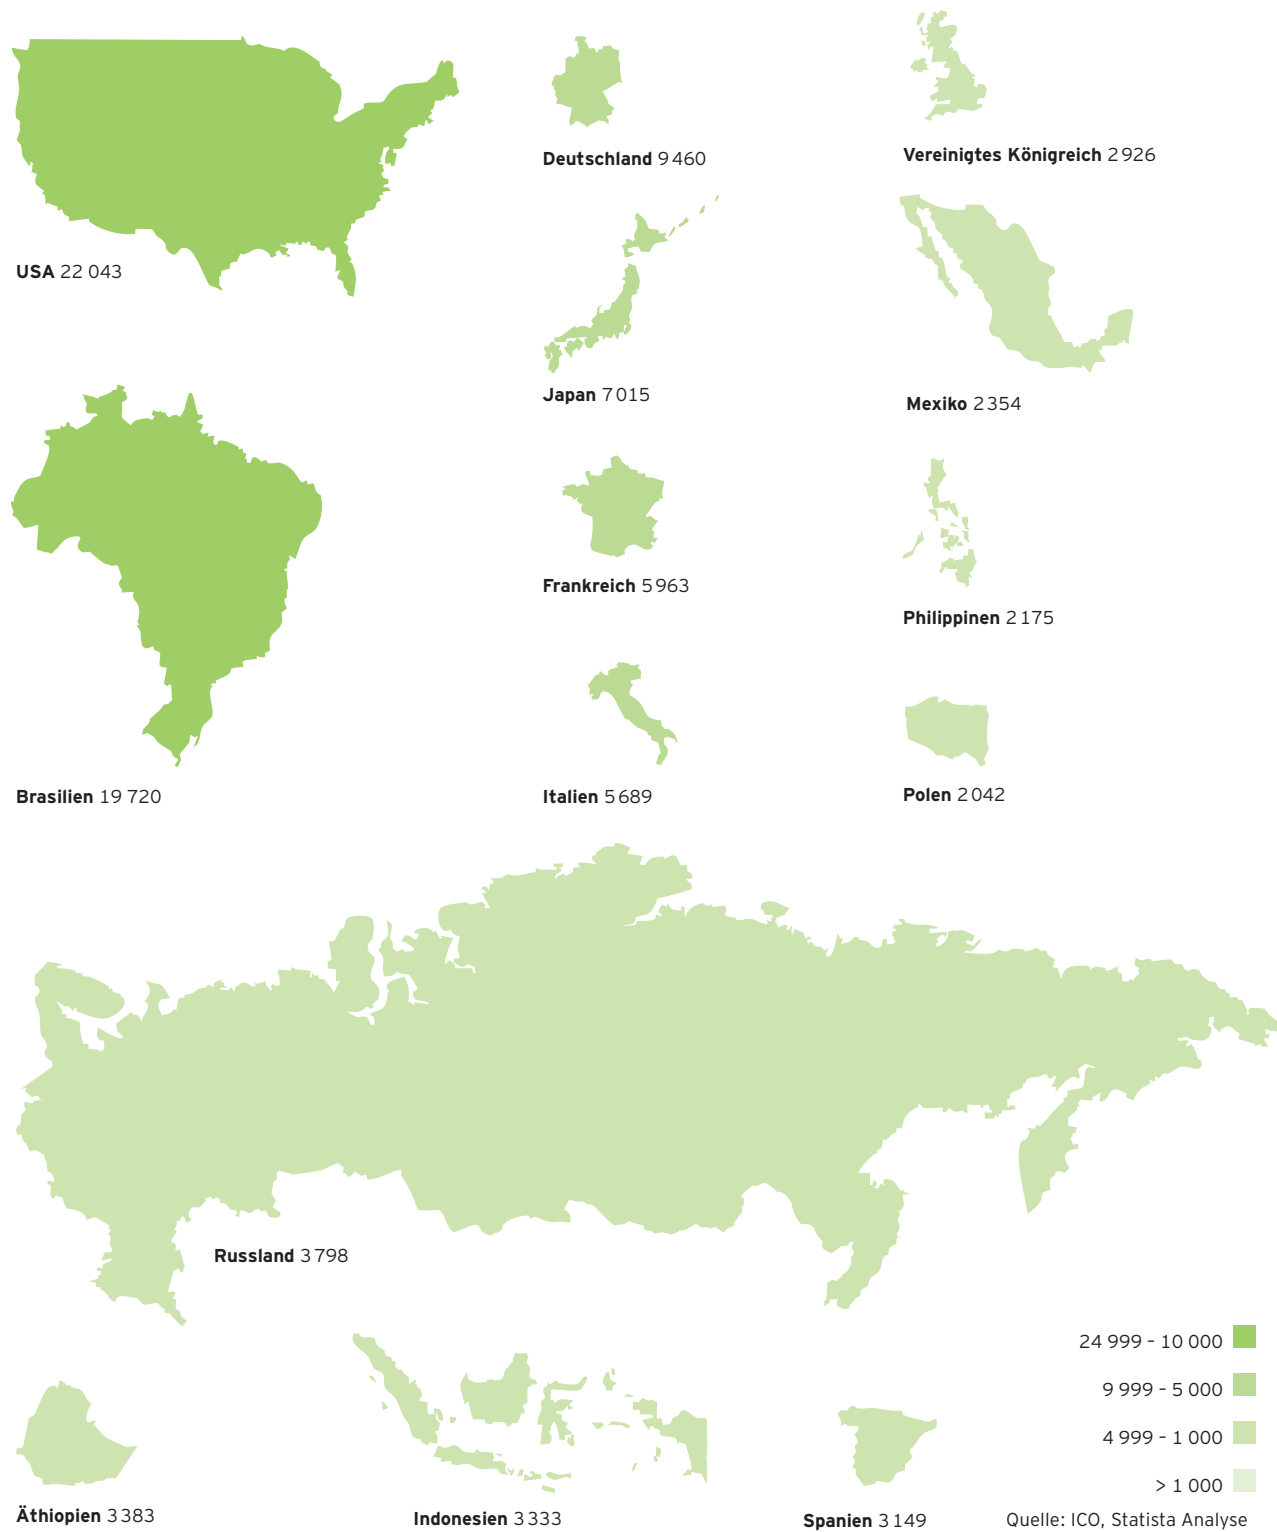 USA 22 043
Brasilien 19 720
Deutschland 9 460
Japan 7 015
Frankreich 5 963
Italien 5 689
Vereinigtes Königreich 2 926
Mexiko 2 354
Philippinen 2 175
Polen 2 042
Russland 3 798
Äthiopien 3 383
Indonesien 3 333
Spanien 3 149
24 999 - 10 000
9 999 - 5 000
4 999 - 1 000
> 1 000
Quelle: ICO, Statista Analyse